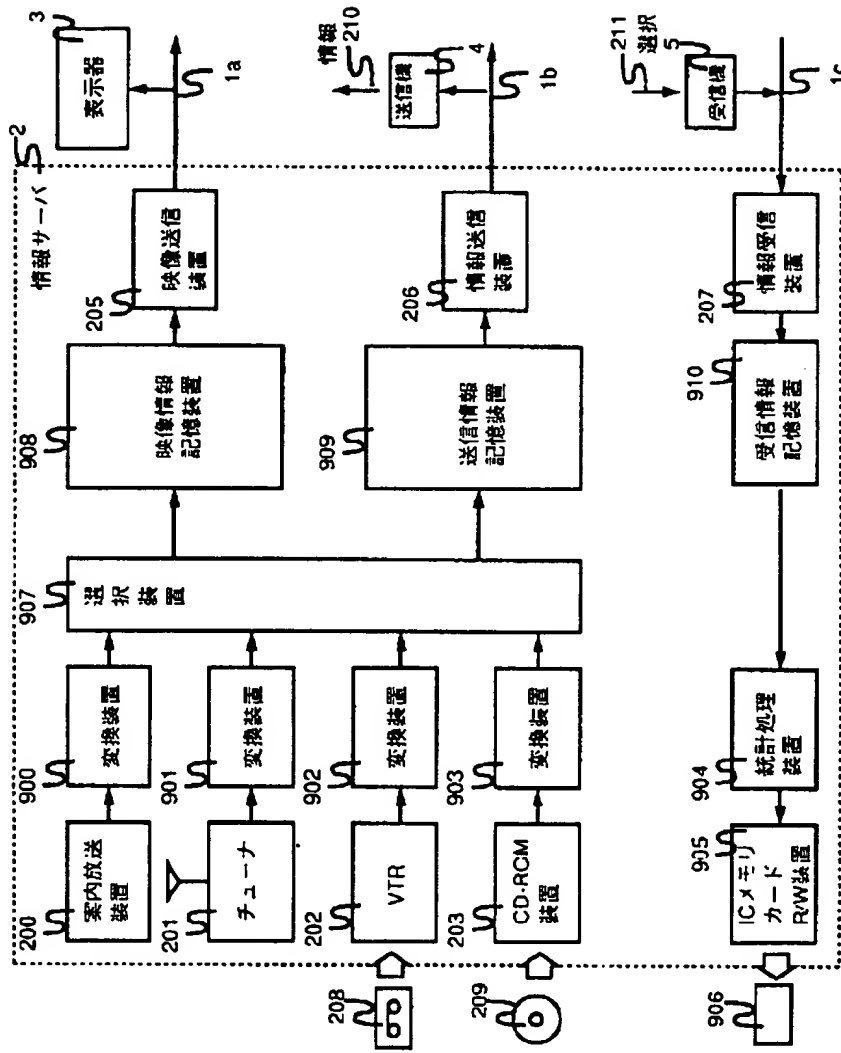 情報サーバ
2
表示器
3
1a
情報
210
送信機
4
1b
211
選択
5
受信機
1c
205
映像送信
装置
206
情報送信
装置
207
情報受信
装置
908
映像情報
記憶装置
909
送信情報
記憶装置
910
受信情報
記憶装置
907
選択
装置
900
変換装置
901
変換装置
902
変換装置
903
変換装置
904
統計処理
装置
200
案内放送
装置
201
チューナ
202
VTR
203
CD-RCM
装置
905
ICメモリ
カード
R/W装置
208
209
906